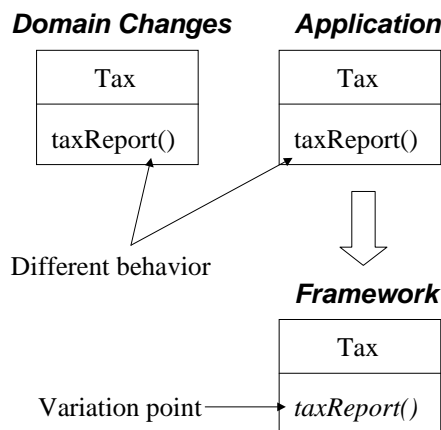 Domain Changes
Application
Tax
Tax
taxReport()
taxReport()
Different behavior
Framework
Tax
Variation point
taxReport()